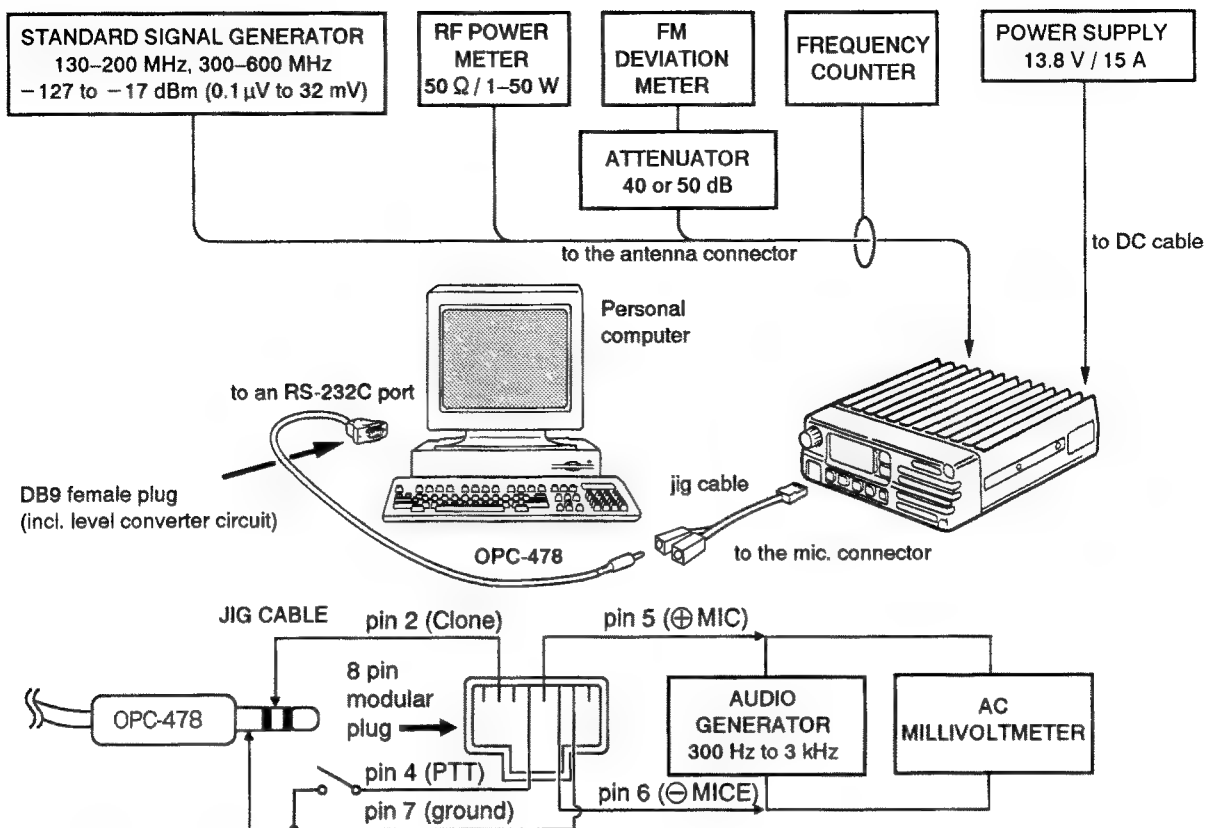 STANDARD SIGNAL GENERATOR
130–200 MHz, 300–600 MHz
–127 to –17 dBm (0.1 μV to 32 mV)
RF POWER
METER
50 Ω / 1–50 W
FM
DEVIATION
METER
FREQUENCY
COUNTER
POWER SUPPLY
13.8 V / 15 A
ATTENUATOR
40 or 50 dB
to the antenna connector
to DC cable
Personal
computer
to an RS-232C port
DB9 female plug
(incl. level converter circuit)
jig cable
OPC-478
to the mic. connector
JIG CABLE
pin 2 (Clone)
pin 5 (⊕ MIC)
8 pin
modular
plug
OPC-478
AUDIO
GENERATOR
300 Hz to 3 kHz
AC
MILLIVOLTMETER
pin 4 (PTT)
pin 6 (⊖ MICE)
pin 7 (ground)